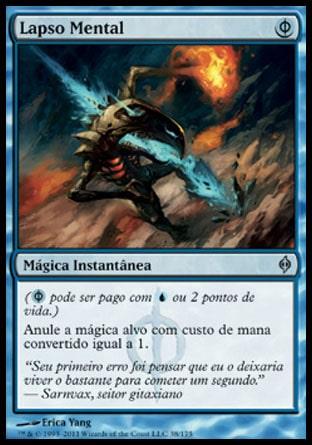 Lapso Mental
Mágica Instantânea
( pode ser pago com ou 2 pontos de
vida.)
Anule a mágica alvo com custo de mana
convertido igual a 1.
“Seu primeiro erro foi pensar que eu o deixaria
viver o bastante para cometer um segundo.”
— Sarnvax, seitor gitaxiano
Erica Yang
™ & © 1993-2011 Wizards of the Coast LLC 38/175